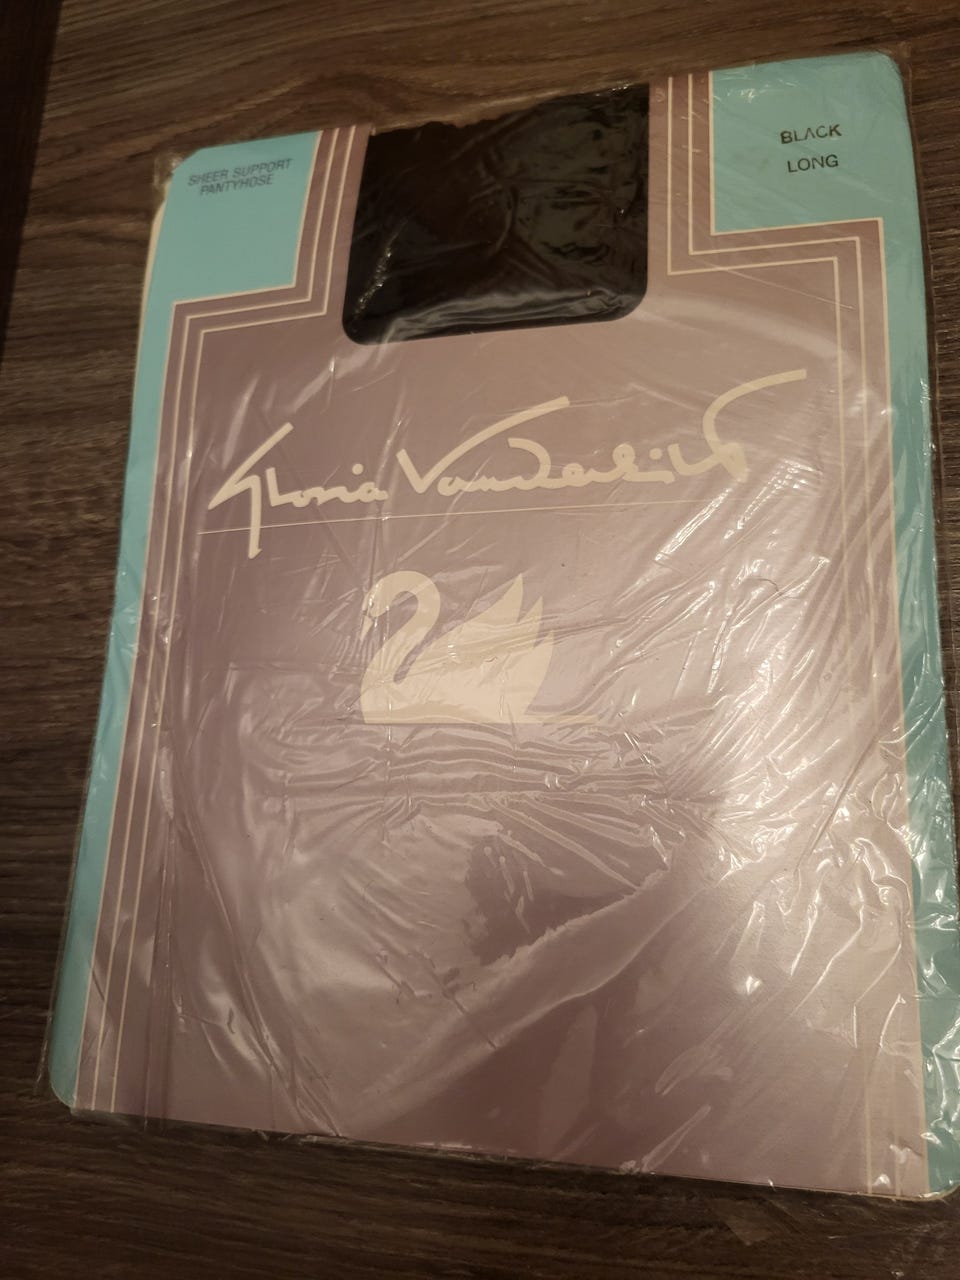 SHEER SUPPORT
PANTYHOSE
BLACK
LONG
Gloria Vanderbilt